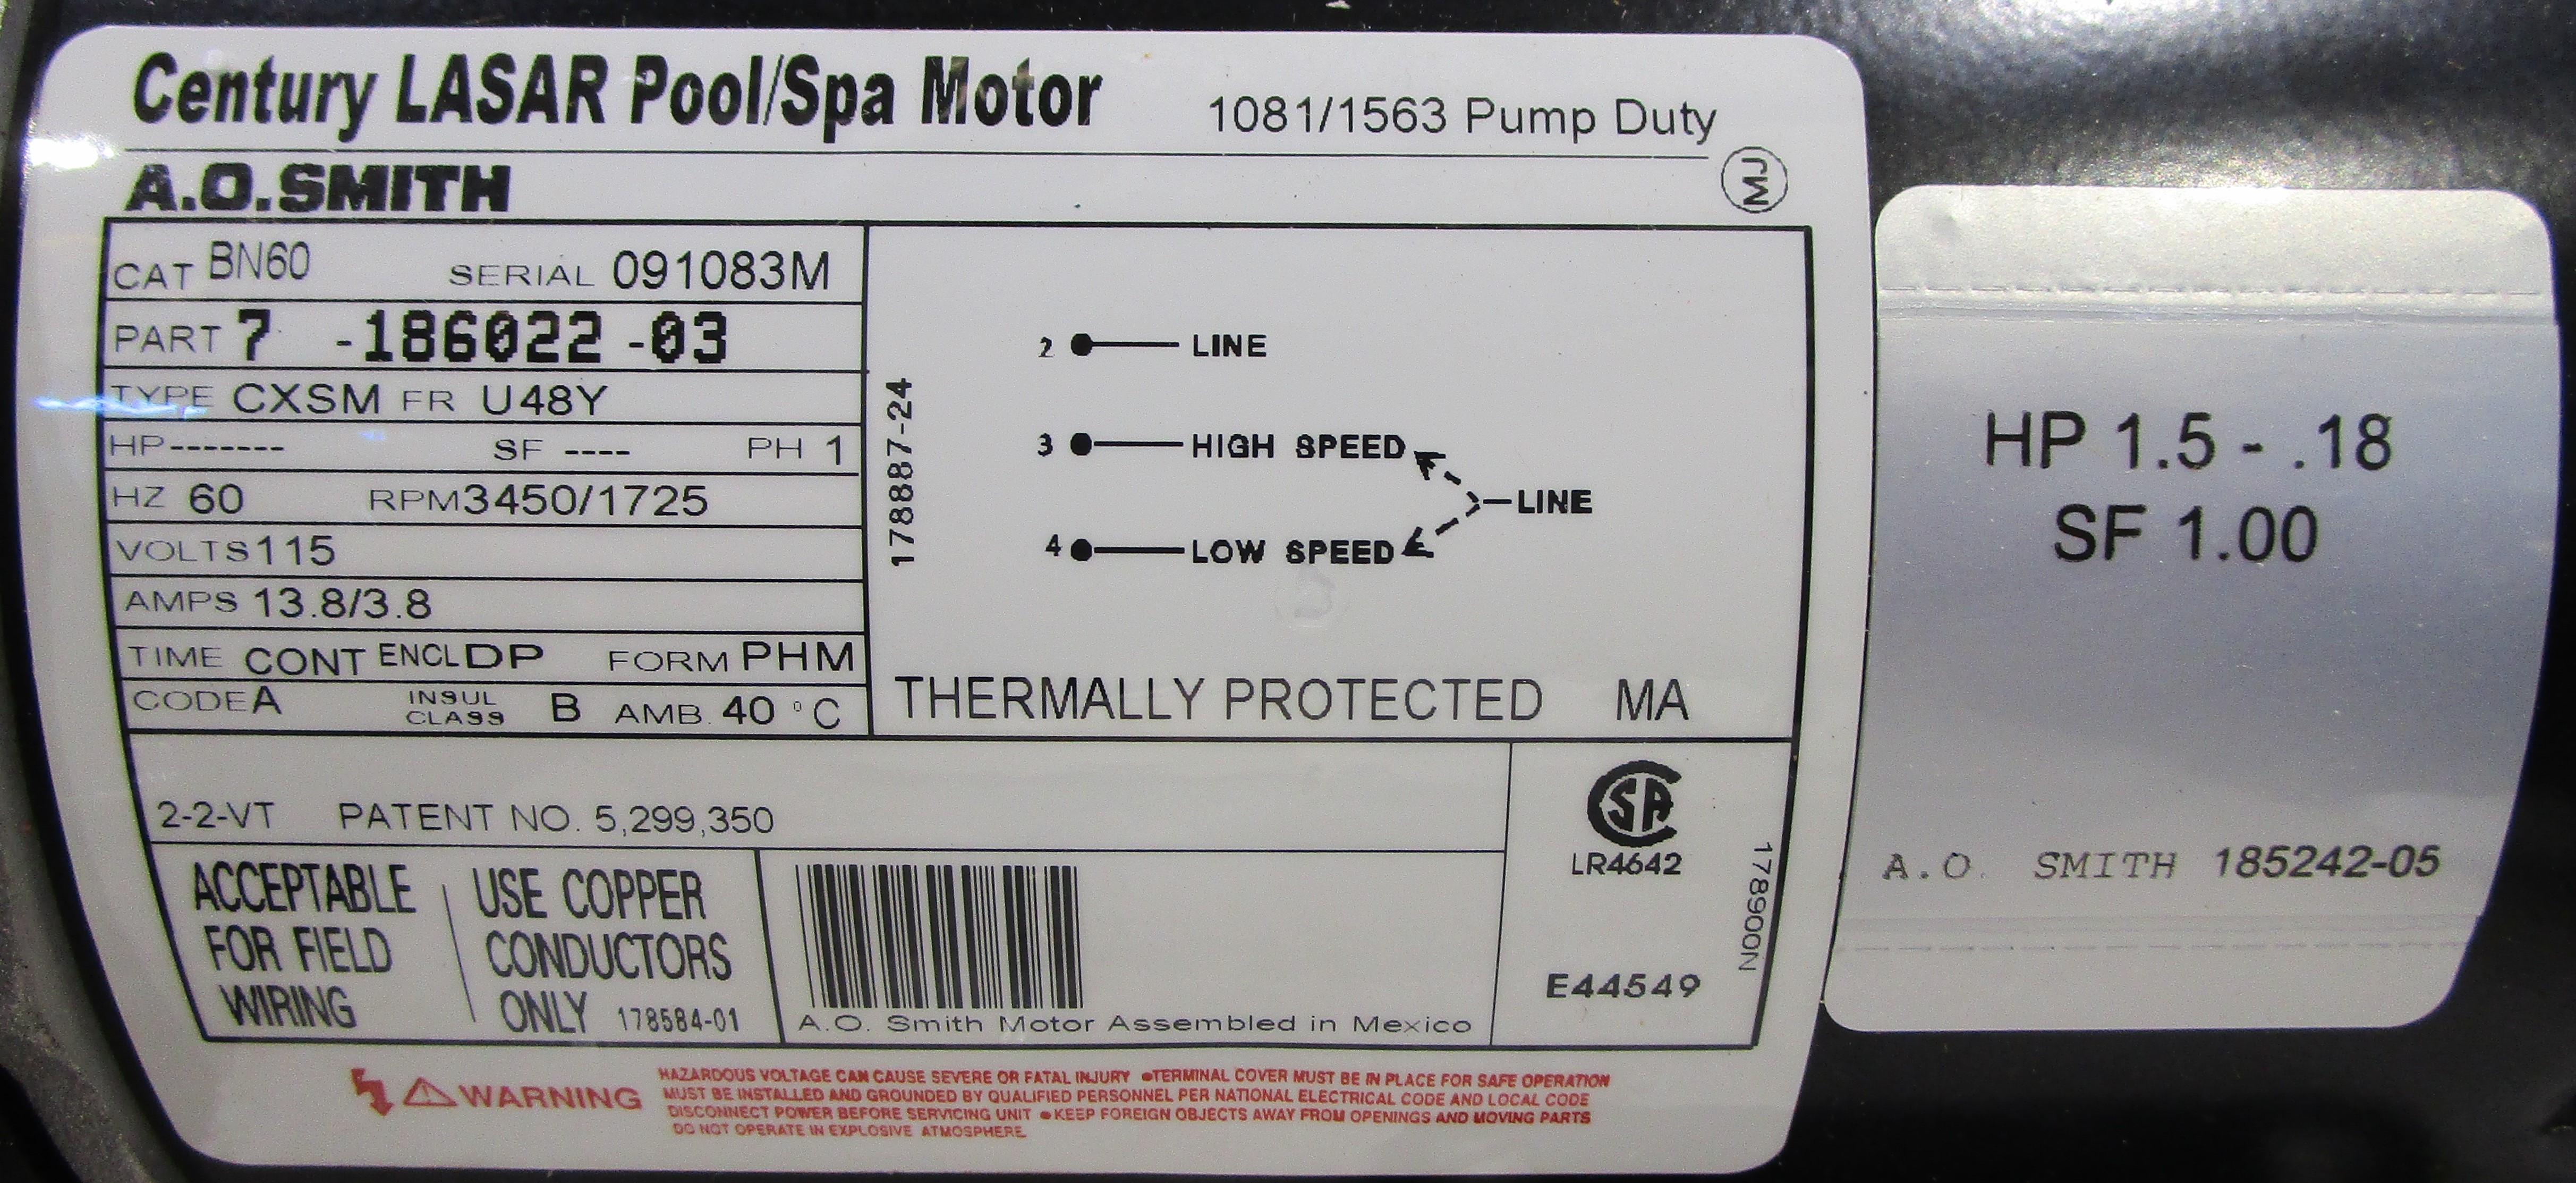 Century LASAR Pool/Spa Motor 1081/1563 Pump Duty
A.O.SMITH
MJ
CAT BN60 SERIAL 091083M
PART 7 -186022 -03
TYPE CXSM FR U48Y
HP------- SF ---- PH 1
HZ 60 RPM3450/1725
VOLTS115
AMPS 13.8/3.8
TIME CONT ENCL DP FORM PHM
CODE A INSUL CLASS B AMB. 40 °C
178887-24
2 LINE
3 HIGH SPEED
LINE
4 LOW SPEED
THERMALLY PROTECTED MA
2-2-VT PATENT NO. 5,299,350
ACCEPTABLE
FOR FIELD
WIRING
USE COPPER
CONDUCTORS
ONLY 178584-01
A.O. Smith Motor Assembled in Mexico
CSA
LR4642
E44549
178900N
WARNING
HAZARDOUS VOLTAGE CAN CAUSE SEVERE OR FATAL INJURY ●TERMINAL COVER MUST BE IN PLACE FOR SAFE OPERATION
MUST BE INSTALLED AND GROUNDED BY QUALIFIED PERSONNEL PER NATIONAL ELECTRICAL CODE AND LOCAL CODE
DISCONNECT POWER BEFORE SERVICING UNIT ●KEEP FOREIGN OBJECTS AWAY FROM OPENINGS AND MOVING PARTS
DO NOT OPERATE IN EXPLOSIVE ATMOSPHERE
HP 1.5 - .18
SF 1.00
A.O. SMITH 185242-05